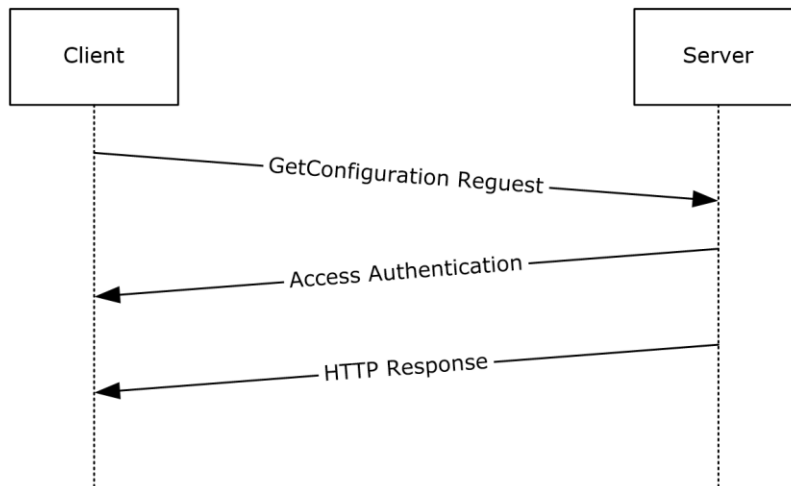 Client
Server
GetConfiguration Reguest
Access Authentication
HTTP Response